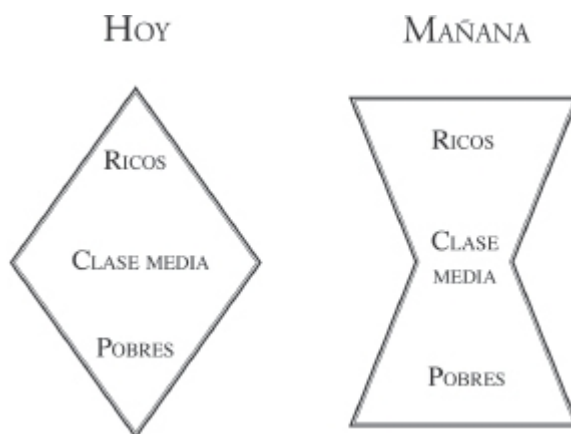 HOY
RICOS
CLASE MEDIA
POBRES
MAÑANA
RICOS
CLASE
MEDIA
POBRES